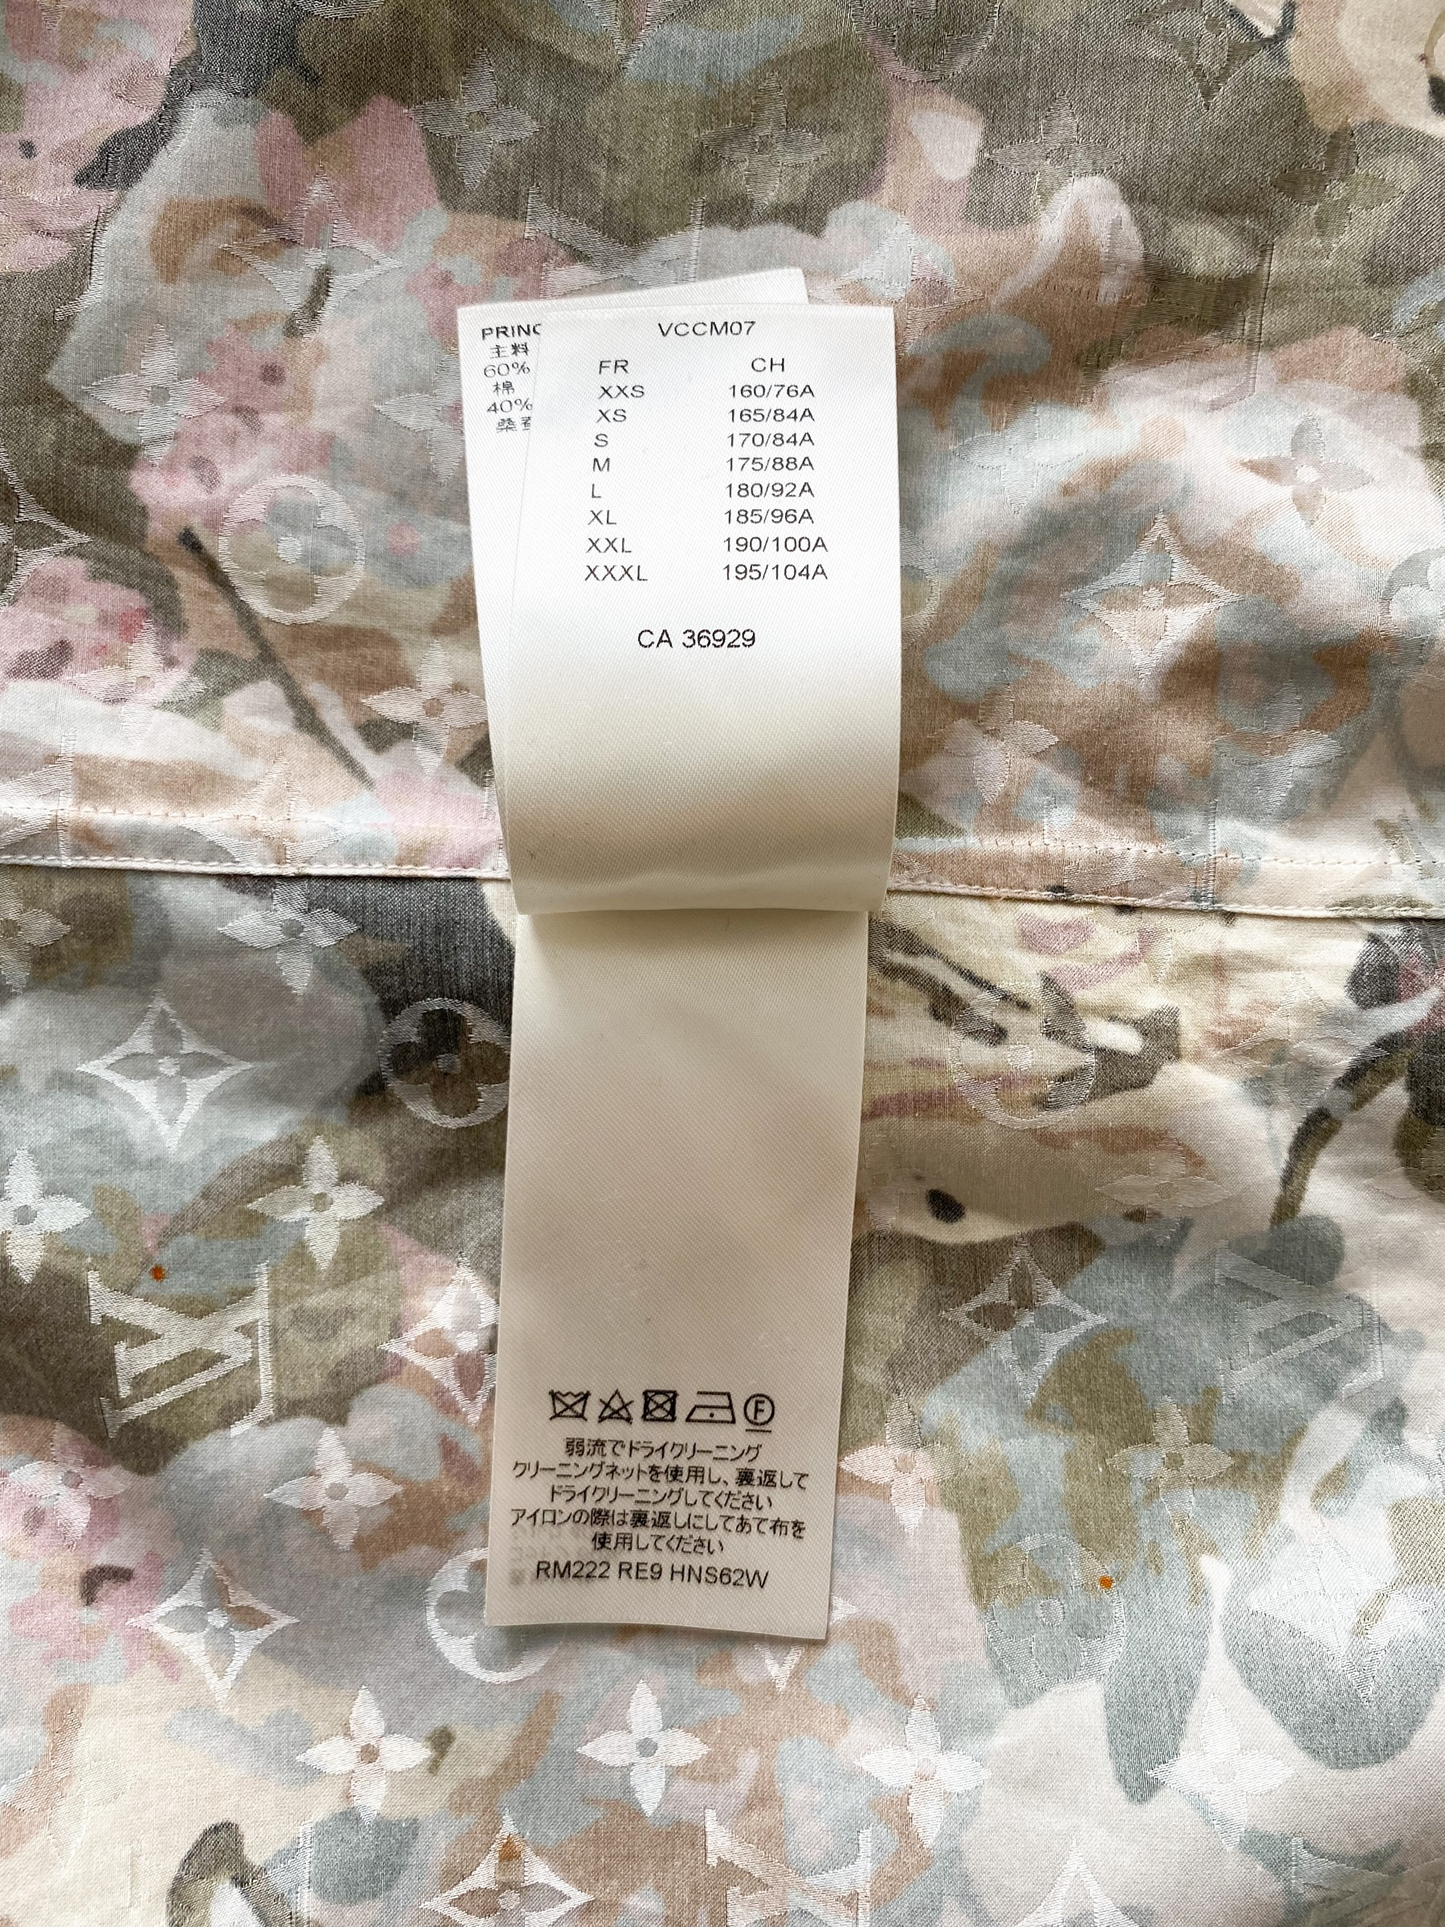 主料
60%
棉
40%
VCCM07
FR CH
XXS 160/76A
XS 165/84A
S 170/84A
M 175/88A
L 180/92A
XL 185/96A
XXL 190/100A
XXXL 195/104A
CA 36929
F
弱流でドライクリーニング
クリーニングネットを使用し、裏返して
ドライクリーニングしてください
アイロンの際は裏返しにしてあて布を
使用してください
RM222 RE9 HNS62W